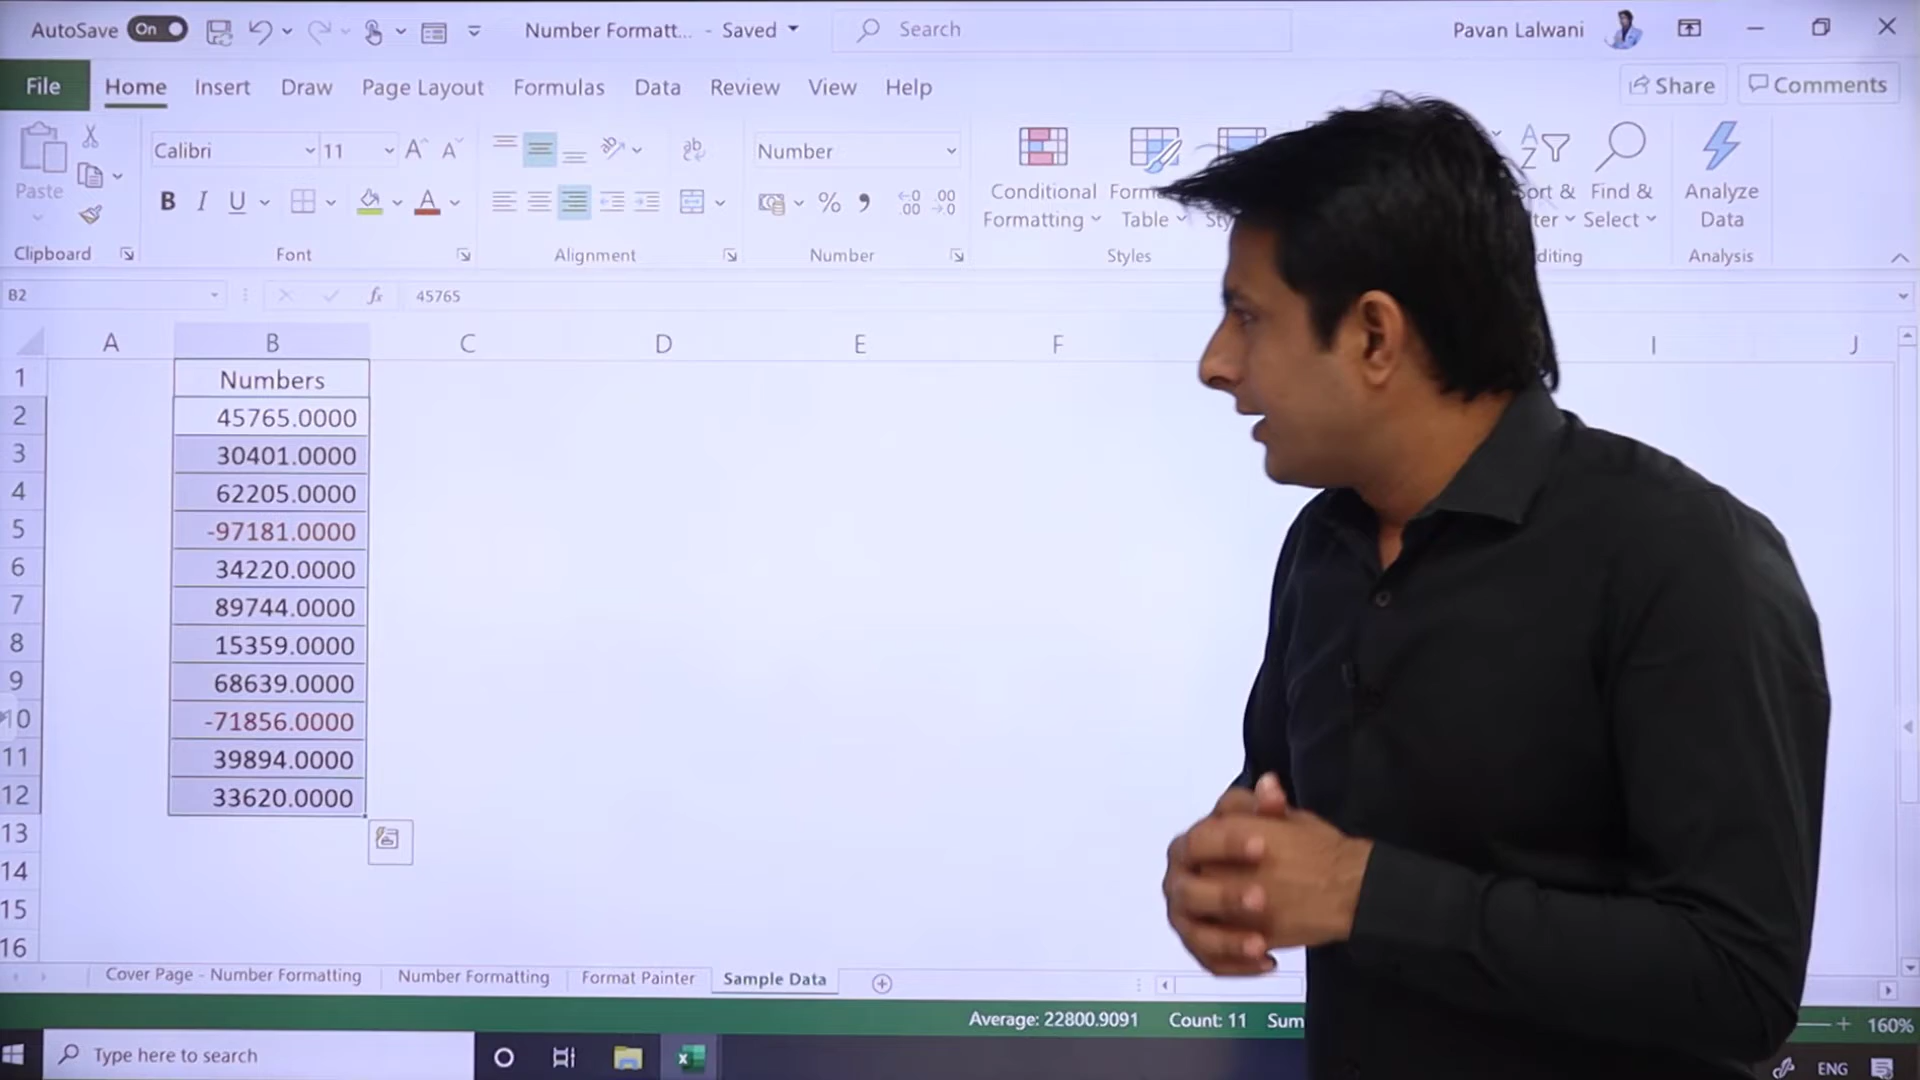 AutoSave On Number Formatt... - Saved Search Pavan Lalwani
File Home Insert Draw Page Layout Formulas Data Review View Help Share Comments
Paste Calibri 11 Number
Conditional Formatting Table
Sort & Find & Select
Analyze Data
Clipboard Font Alignment Number Styles Analysis
B2 fx 45765
A B C D E F I J
1 Numbers
2 45765.0000
3 30401.0000
4 62205.0000
5 -97181.0000
6 34220.0000
7 89744.0000
8 15359.0000
9 68639.0000
10 -71856.0000
11 39894.0000
12 33620.0000
13
14
15
16
Cover Page - Number Formatting Number Formatting Format Painter Sample Data
Average: 22800.9091 Count: 11 Sum 160%
Type here to search ENG